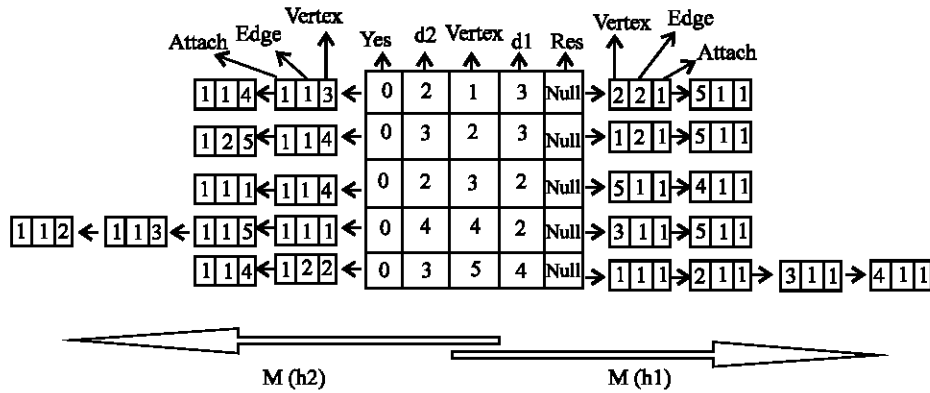 Vertex Vertex Edge
Edge Yes d2 Vertex d1 Res Attach
Attach
1 1 4 1 1 3 0 2 1 3 Null 2 2 1 5 1 1
1 2 5 1 1 4 0 3 2 3 Null 1 2 1 5 1 1
1 1 1 1 1 4 0 2 3 2 Null 5 1 1 4 1 1
1 1 2 1 1 3 1 1 5 1 1 1 0 4 4 2 Null 3 1 1 5 1 1
1 1 4 1 2 2 0 3 5 4 Null 1 1 1 2 1 1 3 1 1 4 1 1
M (h2) M (h1)